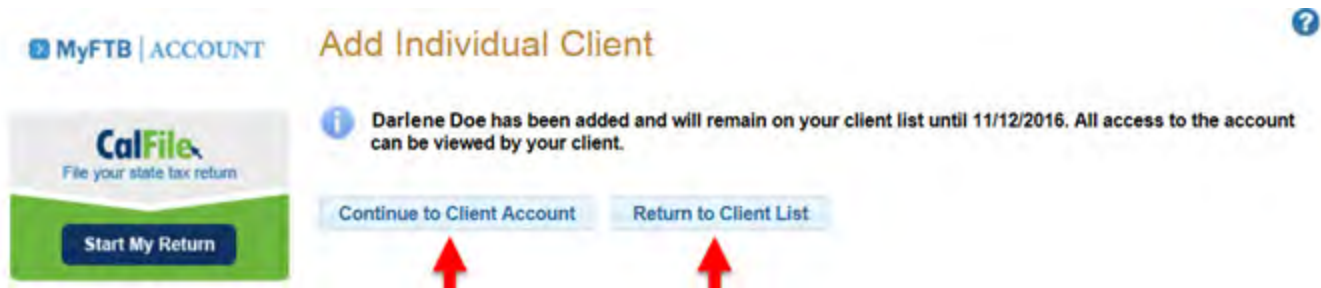 MyFTB | ACCOUNT
Add Individual Client
?
CalFile
File your state tax return
Start My Return
Darlene Doe has been added and will remain on your client list until 11/12/2016. All access to the account
can be viewed by your client.
Continue to Client Account
Return to Client List